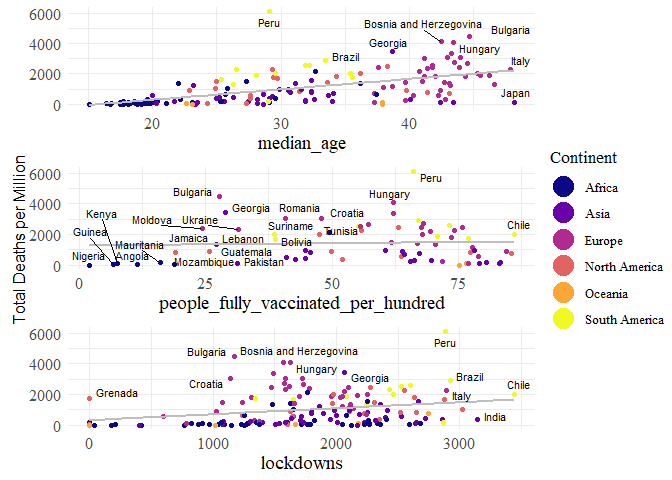 Total Deaths per Million
6000
4000
2000
0
Peru
Bosnia and Herzegovina
Bulgaria
Georgia
Hungary
Brazil
Italy
Japan
20
30
40
median_age
6000
4000
2000
0
Peru
Bulgaria
Hungary
Georgia
Romania
Kenya
Croatia
Moldova
Ukraine
Chile
Guinea
Suriname
Tunisia
Jamaica
Lebanon
Mauritania
Bolivia
Nigeria
Angola
Guatemala
Mozambique
Pakistan
0
25
50
75
people_fully_vaccinated_per_hundred
6000
4000
2000
0
Peru
Bulgaria
Bosnia and Herzegovina
Hungary
Croatia
Georgia
Brazil
Chile
Grenada
Italy
India
0
1000
2000
3000
lockdowns
Continent
Africa
Asia
Europe
North America
Oceania
South America